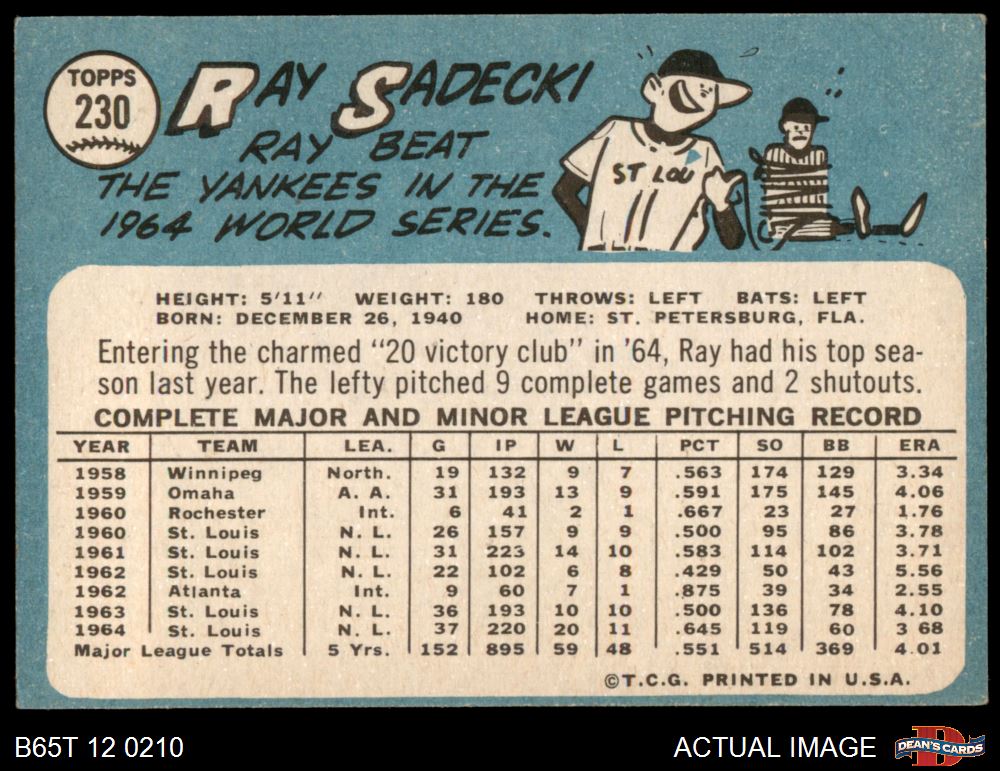 TOPPS
230
RAY SADECKI
RAY BEAT
THE YANKEES IN THE
1964 WORLD SERIES.
ST LOU
HEIGHT: 5'11" WEIGHT: 180 THROWS: LEFT BATS: LEFT
BORN: DECEMBER 26, 1940 HOME: ST. PETERSBURG, FLA.
Entering the charmed "20 victory club" in '64, Ray had his top sea-
son last year. The lefty pitched 9 complete games and 2 shutouts.
COMPLETE MAJOR AND MINOR LEAGUE PITCHING RECORD
YEAR TEAM LEA. G IP W L PCT SO BB ERA
1958 Winnipeg North. 19 132 9 7 .563 174 129 3.34
1959 Omaha A. A. 31 193 13 9 .591 175 145 4.06
1960 Rochester Int. 6 41 2 1 .667 23 27 1.76
1960 St. Louis N. L. 26 157 9 9 .500 95 86 3.78
1961 St. Louis N. L. 31 223 14 10 .583 114 102 3.71
1962 St. Louis N. L. 22 102 6 8 .429 50 43 5.56
1962 Atlanta Int. 9 60 7 1 .875 39 34 2.55
1963 St. Louis N. L. 36 193 10 10 .500 136 78 4.10
1964 St. Louis N. L. 37 220 20 11 .645 119 60 3 68
Major League Totals 5 Yrs. 152 895 59 48 .551 514 369 4.01
©T.C.G. PRINTED IN U.S.A.
B65T 12 0210
ACTUAL IMAGE
D
DEAN'S CARDS